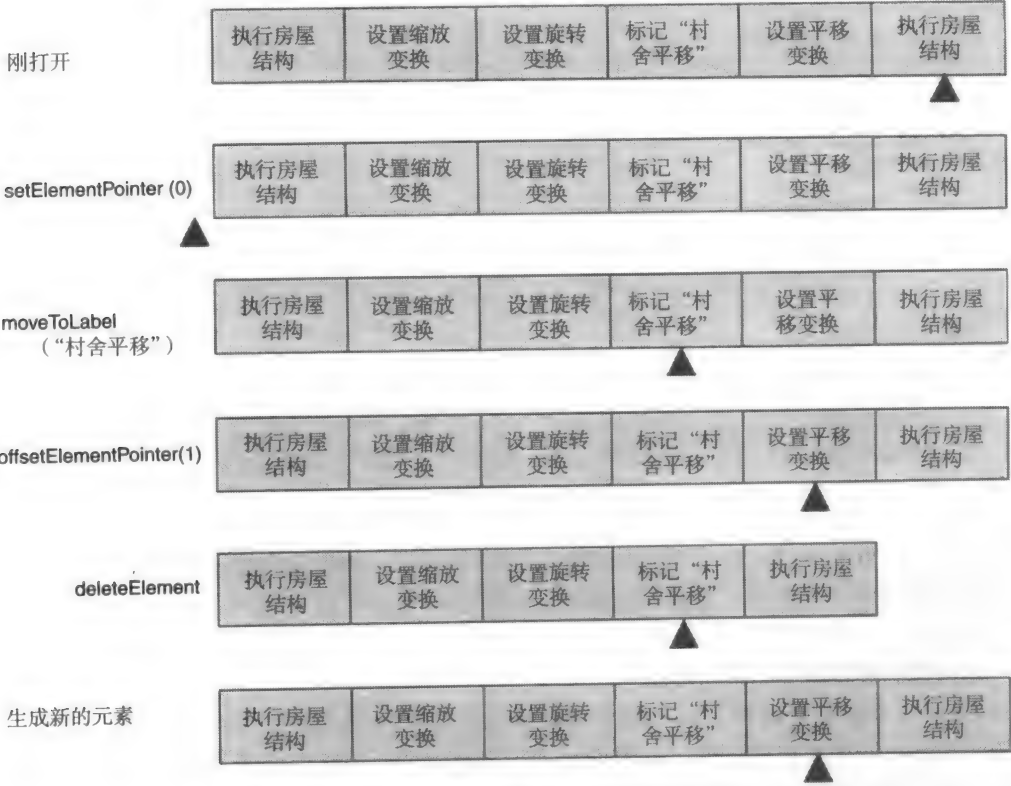 刚打开
执行房屋 设置缩放 设置旋转 标记“村 设置平移 执行房屋
结构 变换 变换 舍平移” 变换 结构
setElementPointer (0)
执行房屋 设置缩放 设置旋转 标记“村 设置平移 执行房屋
结构 变换 变换 舍平移” 变换 结构
moveToLabel
(“村舍平移”)
执行房屋 设置缩放 设置旋转 标记“村 设置平 执行房屋
结构 变换 变换 舍平移” 移变换 结构
offsetElementPointer(1)
执行房屋 设置缩放 设置旋转 标记“村 设置平移 执行房屋
结构 变换 变换 舍平移” 变换 结构
deleteElement
执行房屋 设置缩放 设置旋转 标记“村 执行房屋
结构 变换 变换 舍平移” 结构
生成新的元素
执行房屋 设置缩放 设置旋转 标记“村 设置平移 执行房屋
结构 变换 变换 舍平移” 变换 结构